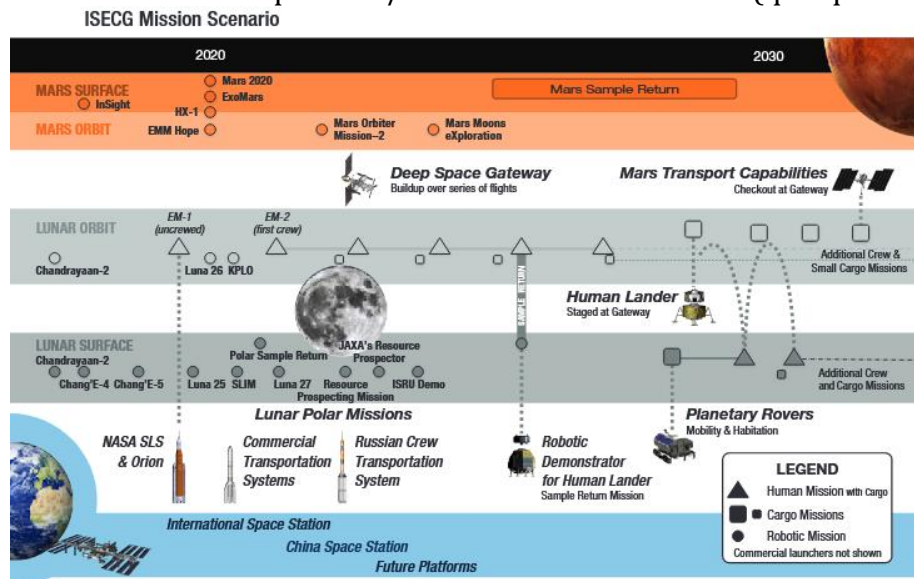 ISECG Mission Scenario
2020
2030
MARS SURFACE
InSight
Mars 2020
ExoMars
HX-1
Mars Sample Return
MARS ORBIT
EMM Hope
Mars Orbiter
Mission–2
Mars Moons
eXploration
Deep Space Gateway
Buildup over series of flights
Mars Transport Capabilities
Checkout at Gateway
LUNAR ORBIT
EM-1
(uncrewed)
EM-2
(first crew)
Chandrayaan-2
Luna 26
KPLO
Additional Crew &
Small Cargo Missions
SAMPLE RETURN
Human Lander
Staged at Gateway
LUNAR SURFACE
Chandrayaan-2
Chang'E-4
Chang'E-5
Luna 25
SLIM
Polar Sample Return
Luna 27
JAXA's Resource
Prospector
Resource
Prospecting Mission
ISRU Demo
Additional Crew
and Cargo Missions
Lunar Polar Missions
NASA SLS
& Orion
Commercial
Transportation
Systems
Russian Crew
Transportation
System
Robotic
Demonstrator
for Human Lander
Sample Return Mission
Planetary Rovers
Mobility & Habitation
LEGEND
Human Mission with Cargo
Cargo Missions
Robotic Mission
Commercial launchers not shown
International Space Station
China Space Station
Future Platforms